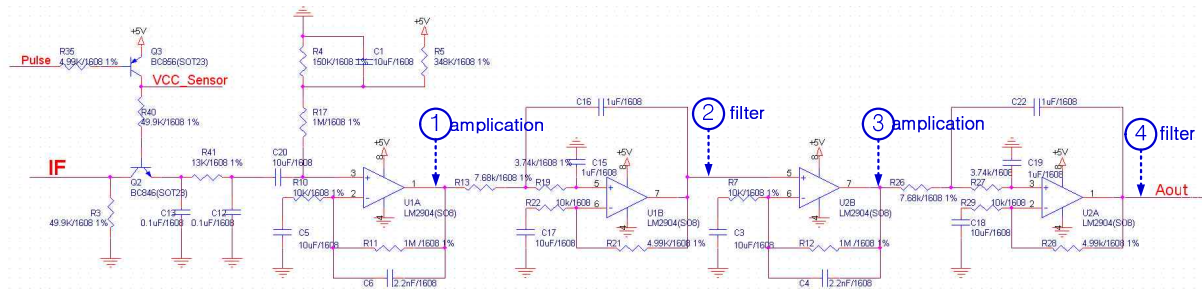 +5V
R35
4.99K/1608 1%
Pulse
Q3
BC856(SOT23)
VCC_Sensor
R40
49.9K/1608 1%
IF
Q2
BC846(SOT23)
R3
49.9K/1608 1%
R41
13K/1608 1%
C13
0.1uF/1608
C12
0.1uF/1608
C20
10uF/1608
R4
150K/1608 1%
C1
10uF/1608
+5V
R5
348K/1608 1%
R17
1M/1608 1%
R10
10k/1608 1%
C5
10uF/1608
+5V
8
3
2
1
4
U1A
LM2904(SO8)
R11
1M /1608 1%
C6
2.2nF/1608
1 amplication
R13
7.68k/1608 1%
C16
1uF/1608
3.74k/1608 1%
R19
C15
1uF/1608
R22
10k/1608
C17
10uF/1608
+5V
8
5
6
7
4
U1B
LM2904(SO8)
R21
4.99K/1608 1%
2 filter
R7
10K/1608 1%
C3
10uF/1608
+5V
8
5
6
7
4
U2B
LM2904(SO8)
R12
1M /1608 1%
C4
2.2nF/1608
3 amplication
R26
7.68k/1608 1%
C22
1uF/1608
3.74k/1608
R27
C19
1uF/1608 1%
R29
10k/1608
C18
10uF/1608
+5V
8
3
2
1
4
U2A
LM2904(SO8)
R28
4.99K/1608 1%
4 filter
Aout